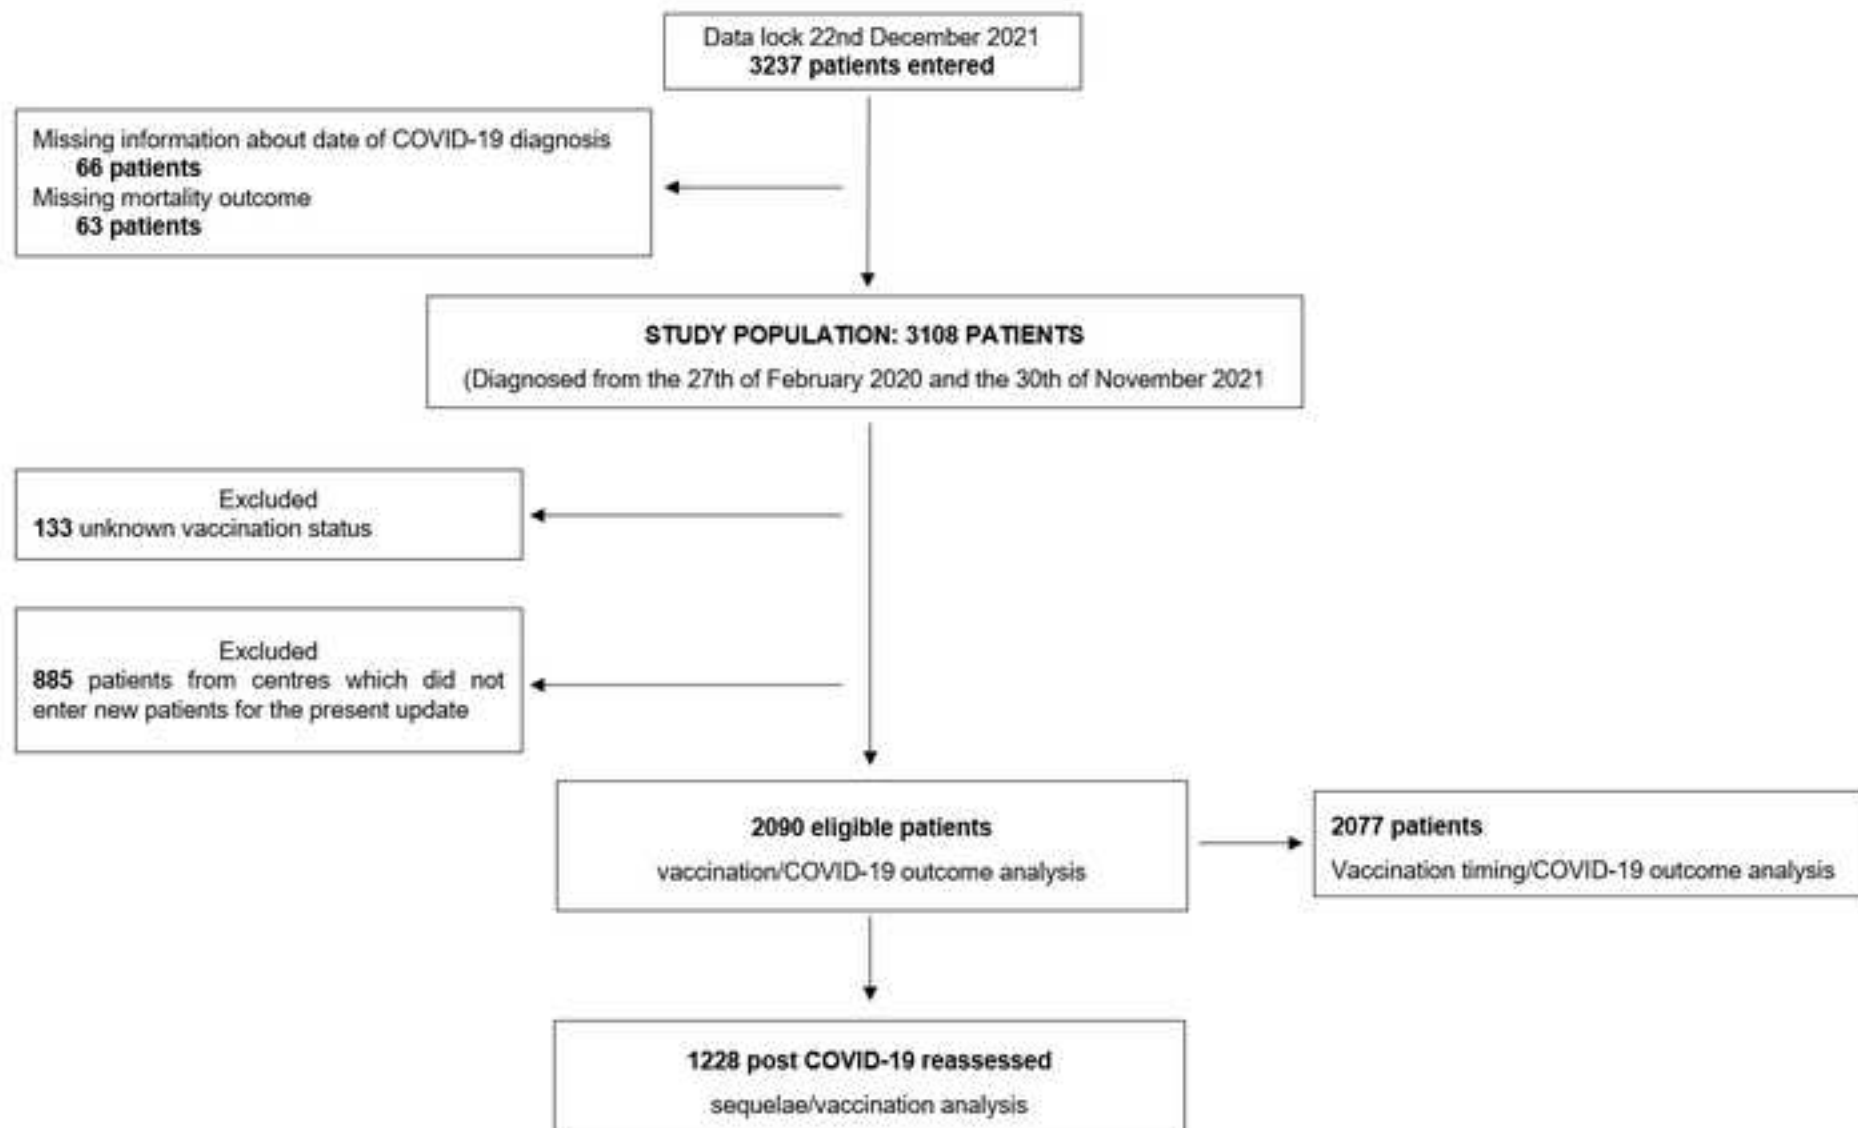 Data lock 22nd December 2021
3237 patients entered
Missing information about date of COVID-19 diagnosis
66 patients
Missing mortality outcome
63 patients
STUDY POPULATION: 3108 PATIENTS
(Diagnosed from the 27th of February 2020 and the 30th of November 2021
Excluded
133 unknown vaccination status
Excluded
885 patients from centres which did not
enter new patients for the present update
2090 eligible patients
vaccination/COVID-19 outcome analysis
2077 patients
Vaccination timing/COVID-19 outcome analysis
1228 post COVID-19 reassessed
sequelae/vaccination analysis